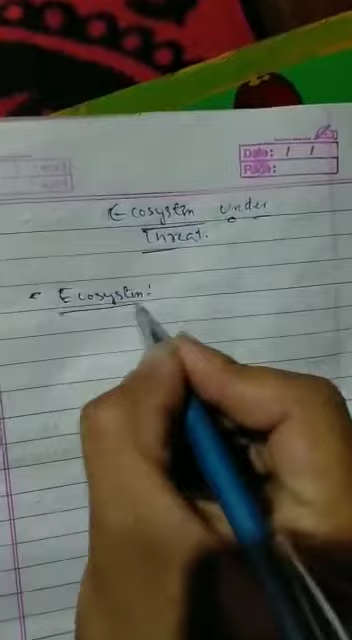 Date: / /
Page:
Ecosystem Under
Threat.
Ecosystem: